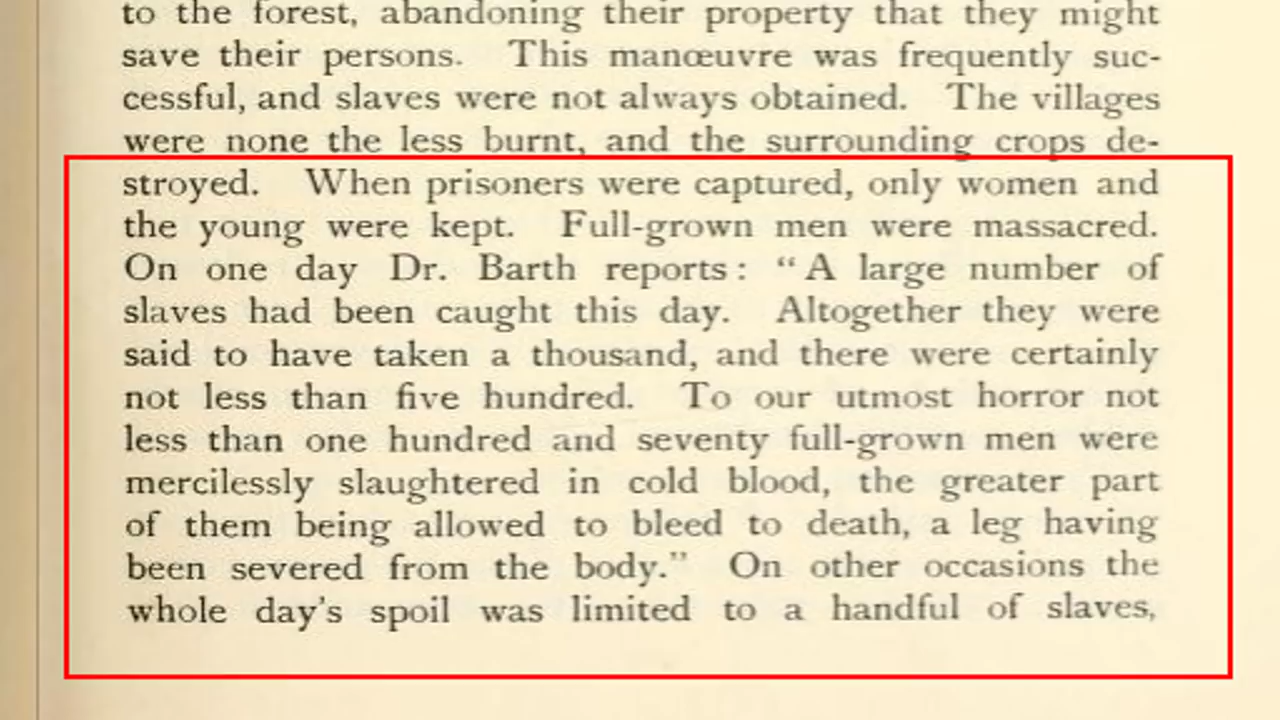 to the forest, abandoning their property that they might
save their persons. This manœuvre was frequently suc-
cessful, and slaves were not always obtained. The villages
were none the less burnt, and the surrounding crops de-
stroyed. When prisoners were captured, only women and
the young were kept. Full-grown men were massacred.
On one day Dr. Barth reports: “A large number of
slaves had been caught this day. Altogether they were
said to have taken a thousand, and there were certainly
not less than five hundred. To our utmost horror not
less than one hundred and seventy full-grown men were
mercilessly slaughtered in cold blood, the greater part
of them being allowed to bleed to death, a leg having
been severed from the body.” On other occasions the
whole day’s spoil was limited to a handful of slaves,